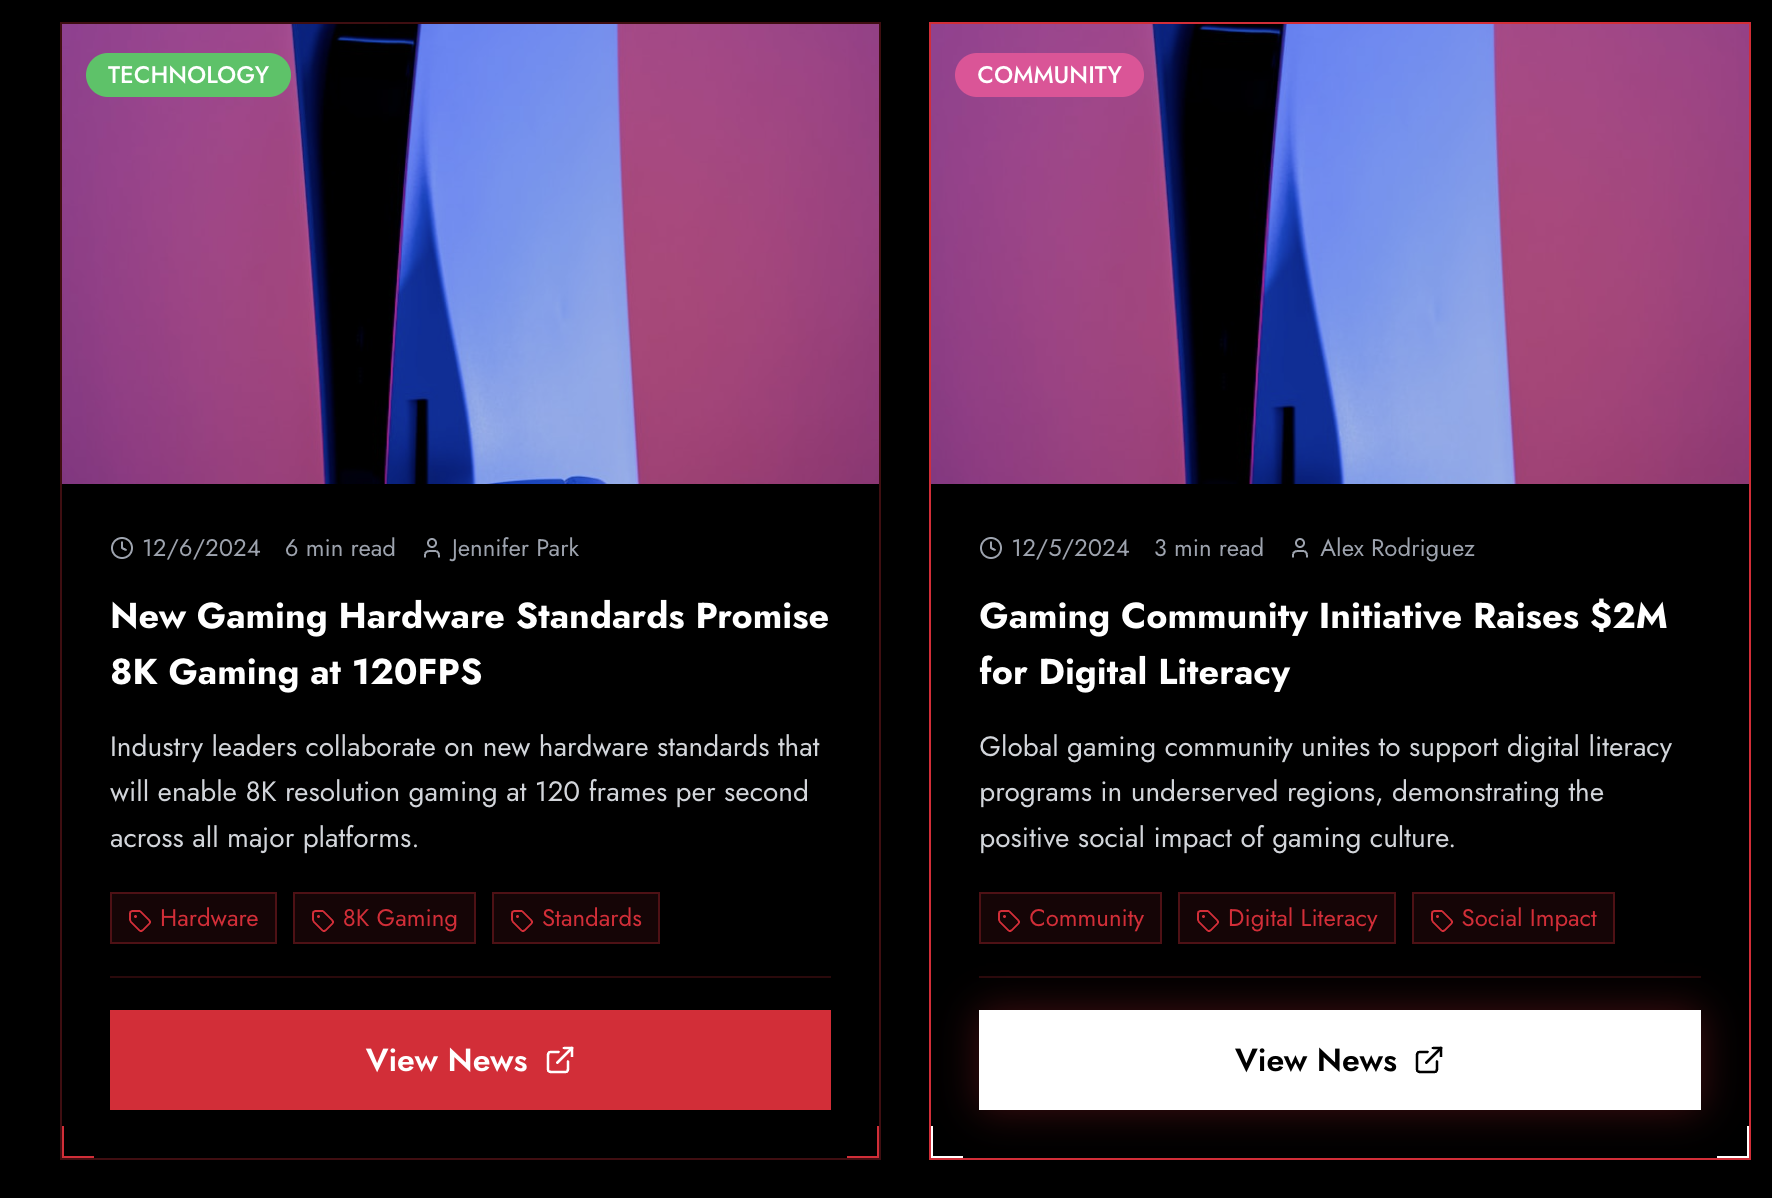 TECHNOLOGY
12/6/2024 6 min read Jennifer Park
New Gaming Hardware Standards Promise
8K Gaming at 120FPS
Industry leaders collaborate on new hardware standards that
will enable 8K resolution gaming at 120 frames per second
across all major platforms.
Hardware 8K Gaming Standards
View News
COMMUNITY
12/5/2024 3 min read Alex Rodriguez
Gaming Community Initiative Raises $2M
for Digital Literacy
Global gaming community unites to support digital literacy
programs in underserved regions, demonstrating the
positive social impact of gaming culture.
Community Digital Literacy Social Impact
View News